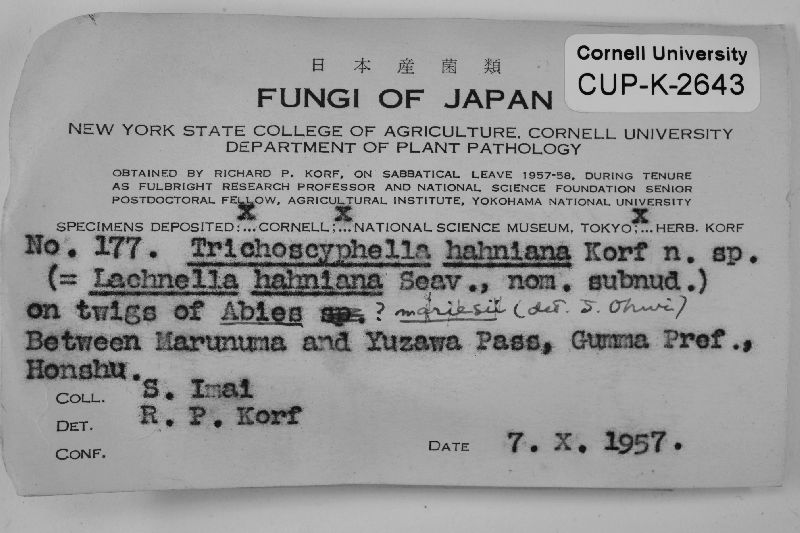 日本産菌類
Cornell University
CUP-K-2643
FUNGI OF JAPAN
NEW YORK STATE COLLEGE OF AGRICULTURE, CORNELL UNIVERSITY
DEPARTMENT OF PLANT PATHOLOGY
OBTAINED BY RICHARD P. KORF, ON SABBATICAL LEAVE 1957-58, DURING TENURE
AS FULBRIGHT RESEARCH PROFESSOR AND NATIONAL SCIENCE FOUNDATION SENIOR
POSTDOCTORAL FELLOW, AGRICULTURAL INSTITUTE, YOKOHAMA NATIONAL UNIVERSITY
x x x
SPECIMENS DEPOSITED:...CORNELL;...NATIONAL SCIENCE MUSEUM, TOKYO;...HERB. KORF
No. 177. Trichoscyphella hahniana Korf n. sp.
(= Lachnella hahniana Seav., nom. subnud.)
on twigs of Abies sp. ? mariesii (det. J. Ohwi)
Between Marunuma and Yuzawa Pass, Gumma Pref.,
Honshu.
COLL. S. Imai
DET. R. P. Korf
CONF.
DATE 7. X. 1957.